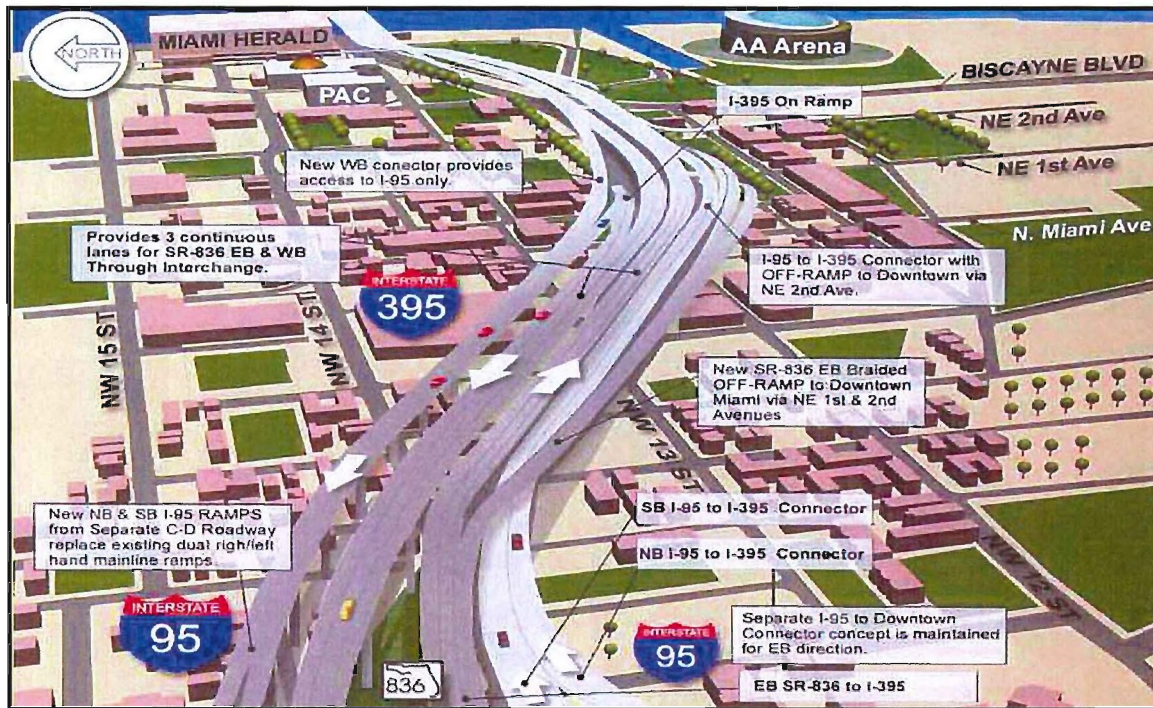 NORTH
MIAMI HERALD
PAC
AA Arena
BISCAYNE BLVD
I-395 On Ramp
NE 2nd Ave
NE 1st Ave
New WB conector provides
access to I-95 only.
N. Miami Ave
Provides 3 continuous
lanes for SR-836 EB & WB
Through Interchange.
I-95 to I-395 Connector with
OFF-RAMP to Downtown via
NE 2nd Ave.
INTERSTATE
395
NW 15 ST
NW 14 ST
New SR-836 EB Braided
OFF-RAMP to Downtown
Miami via NE 1st & 2nd
Avenues
NW 13 ST
New NB & SB I-95 RAMPS
from Separate C-D Roadway
replace existing dual righ/left
hand mainline ramps
SB I-95 to I-395 Connector
NB I-95 to I-395 Connector
NW 12 ST
INTERSTATE
95
INTERSTATE
95
Separate I-95 to Downtown
Connector concept is maintained
for EB direction.
836
EB SR-836 to I-395